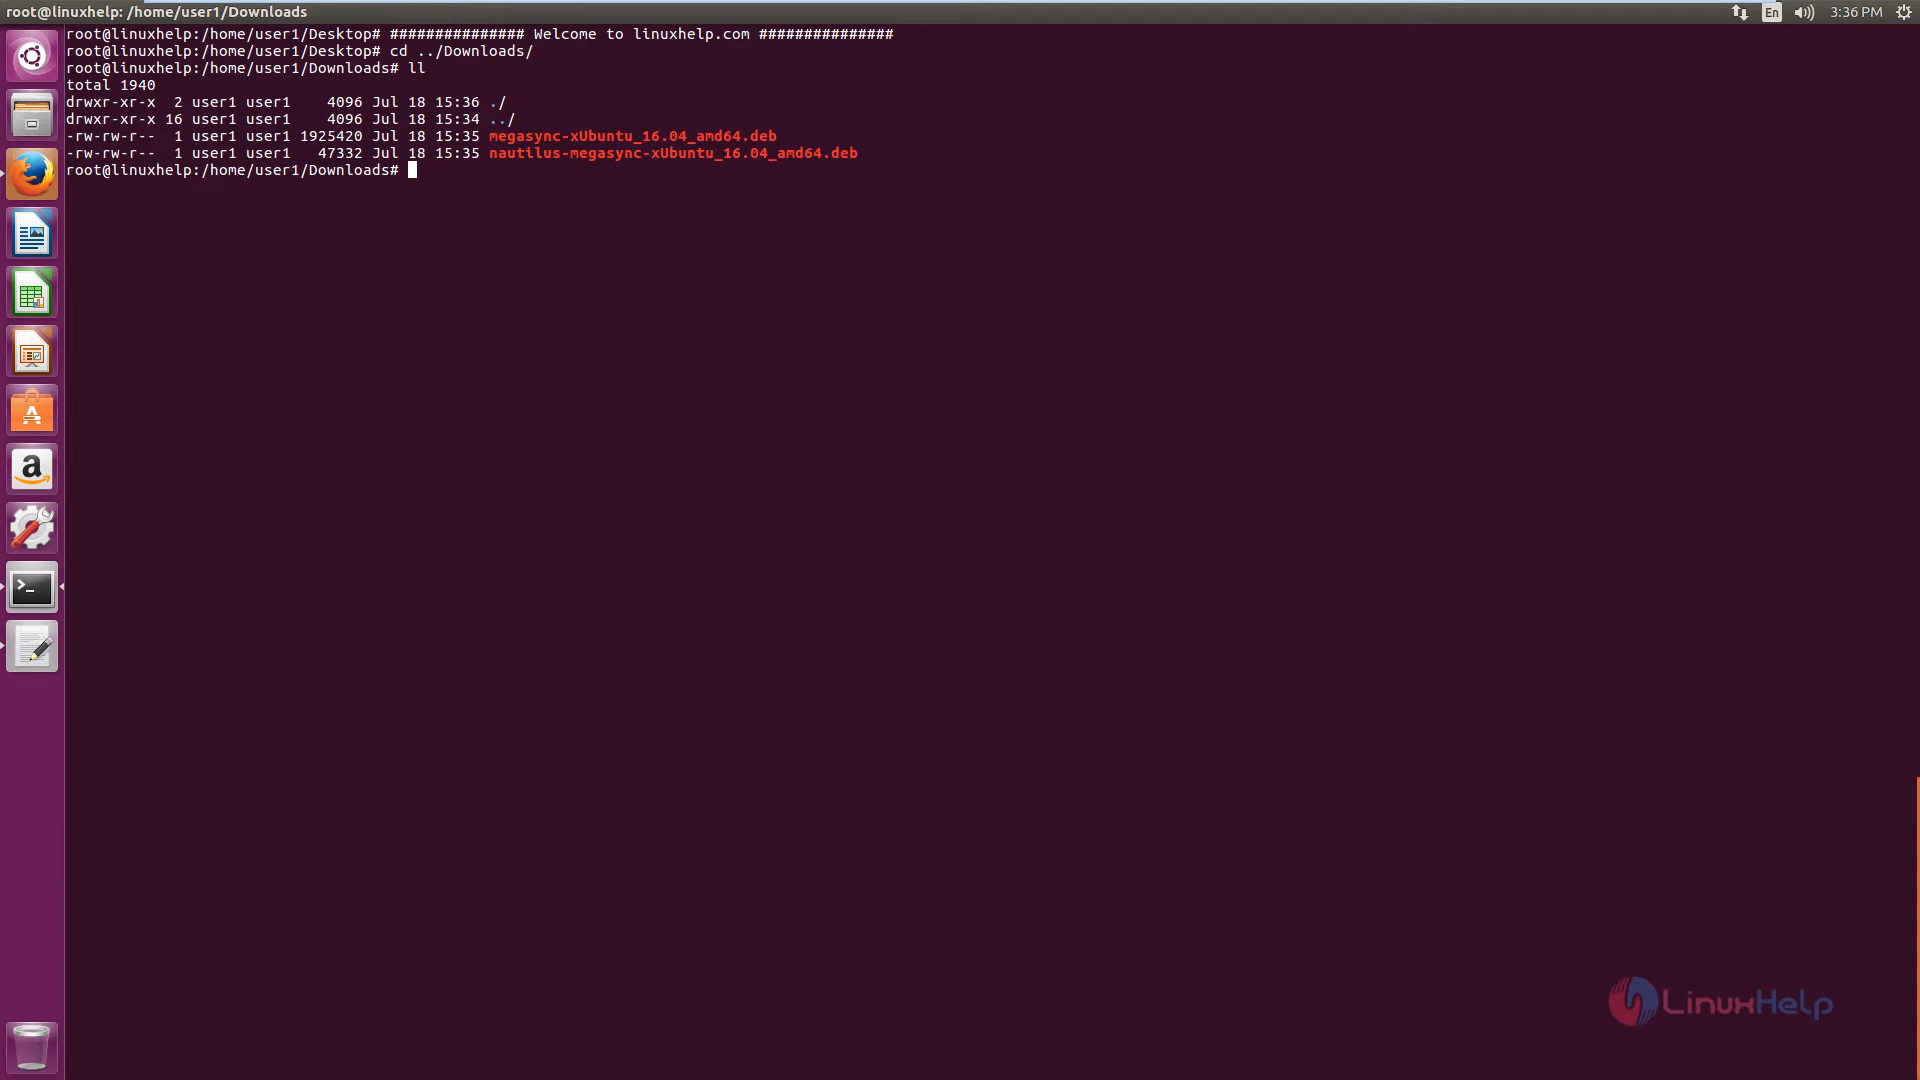 root@linuxhelp: /home/user1/Downloads
En
3:36 PM
root@linuxhelp:/home/user1/Desktop# ############### Welcome to linuxhelp.com ###############
root@linuxhelp:/home/user1/Desktop# cd ../Downloads/
root@linuxhelp:/home/user1/Downloads# ll
total 1940
drwxr-xr-x  2 user1 user1    4096 Jul 18 15:36 ./
drwxr-xr-x 16 user1 user1    4096 Jul 18 15:34 ../
-rw-rw-r--  1 user1 user1 1925420 Jul 18 15:35 megasync-xUbuntu_16.04_amd64.deb
-rw-rw-r--  1 user1 user1   47332 Jul 18 15:35 nautilus-megasync-xUbuntu_16.04_amd64.deb
root@linuxhelp:/home/user1/Downloads#
LinuxHelp